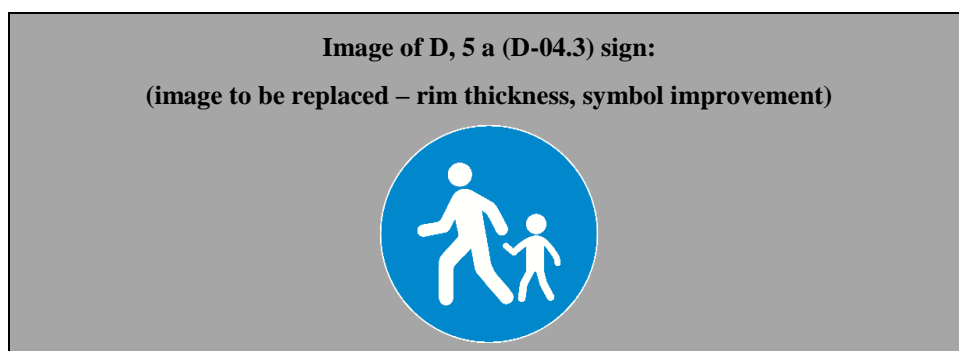 Image of D, 5 a (D-04.3) sign:
(image to be replaced – rim thickness, symbol improvement)